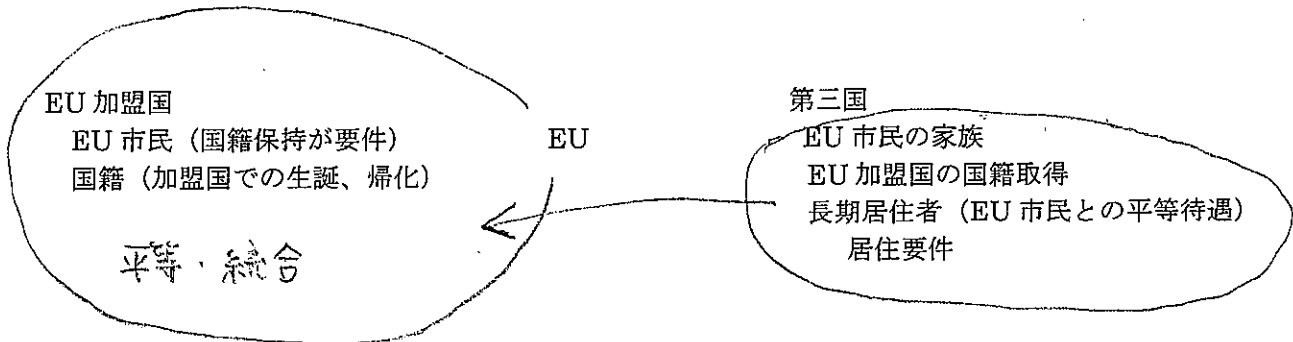 EU 加盟国
EU 市民（国籍保持が要件）
国籍（加盟国での生誕、帰化）
平等・統合
EU
第三国
EU 市民の家族
EU 加盟国の国籍取得
長期居住者（EU 市民との平等待遇）
居住要件